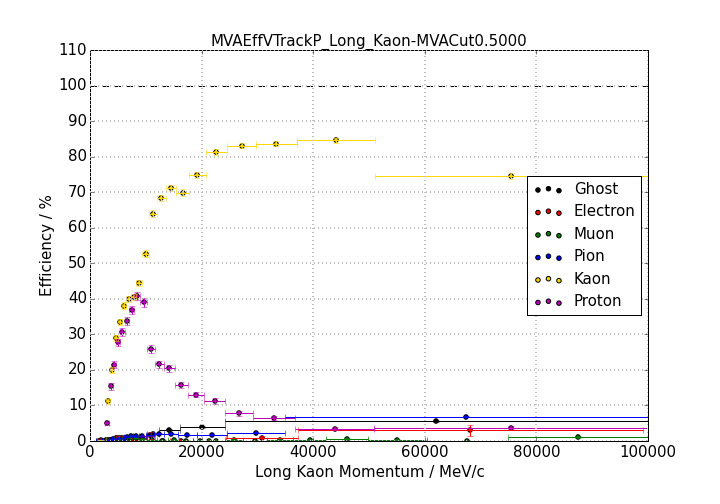 MVAEffVTrackP_Long_Kaon-MVACut0.5000
110
100
90
80
70
60
50
40
30
20
10
0
Efficiency / %
Ghost
Electron
Muon
Pion
Kaon
Proton
0 20000 40000 60000 80000 100000
Long Kaon Momentum / MeV/c